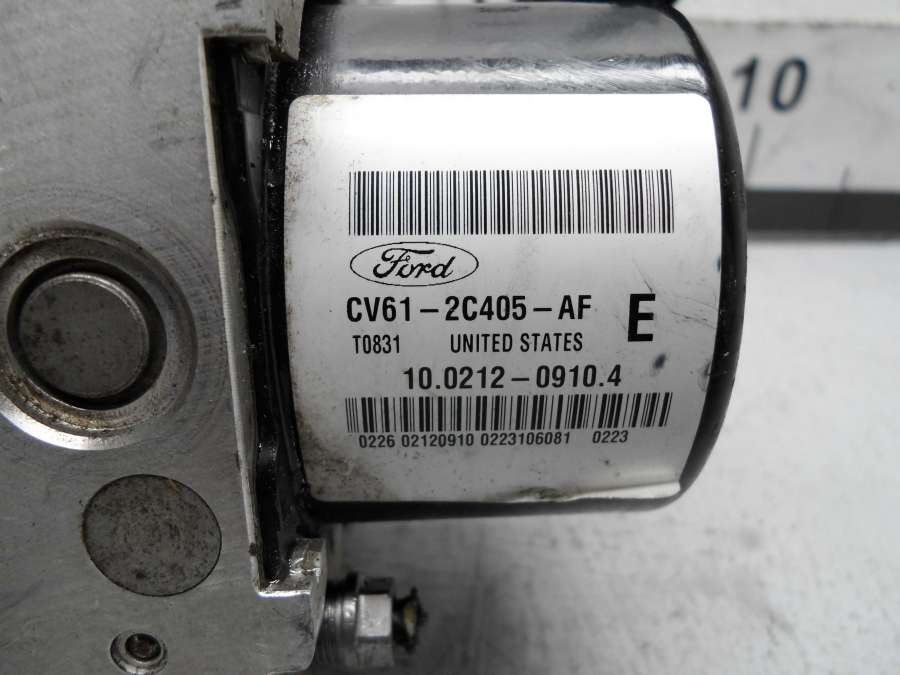 10
Ford
CV61-2C405-AF E
T0831 UNITED STATES
10.0212-0910.4
0226 02120910 0223106081 0223